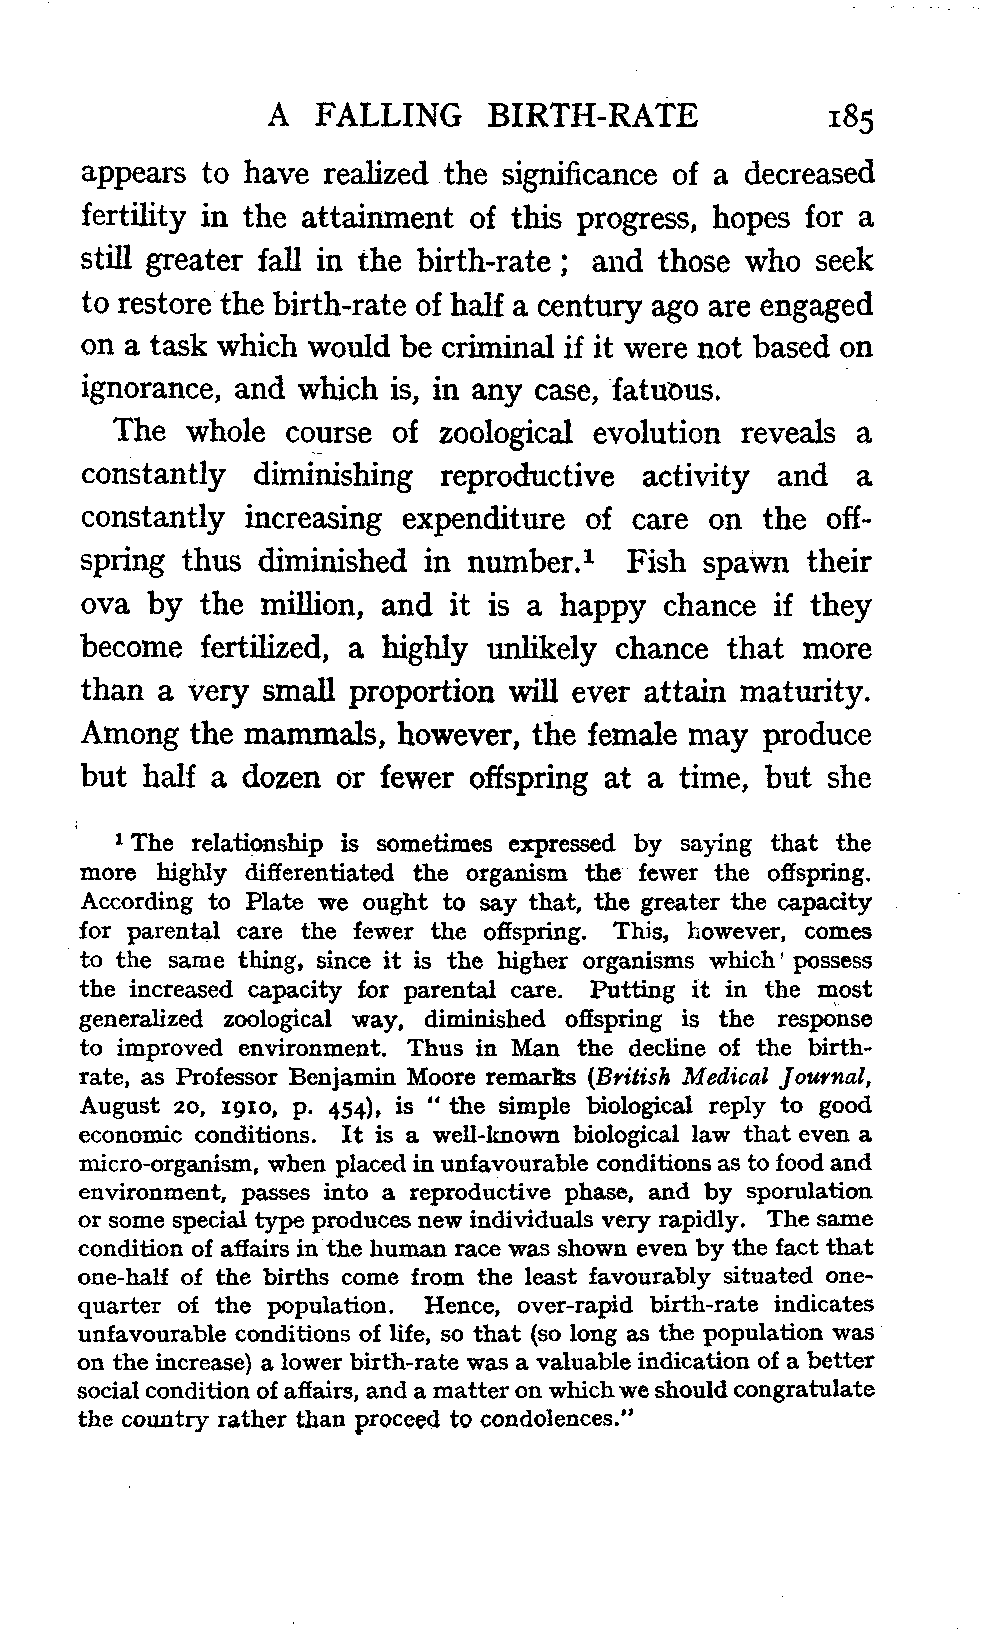 A FALLING BIRTH-RATE 185
appears to have realized the significance of a decreased
fertility in the attainment of this progress, hopes for a
still greater fall in the birth-rate ; and those who seek
to restore the birth-rate of half a century ago are engaged
on a task which would be criminal if it were not based on
ignorance, and which is, in any case, fatuous.
The whole course of zoological evolution reveals a
constantly diminishing reproductive activity and a
constantly increasing expenditure of care on the off-
spring thus diminished in number.¹ Fish spawn their
ova by the million, and it is a happy chance if they
become fertilized, a highly unlikely chance that more
than a very small proportion will ever attain maturity.
Among the mammals, however, the female may produce
but half a dozen or fewer offspring at a time, but she
¹ The relationship is sometimes expressed by saying that the
more highly differentiated the organism the fewer the offspring.
According to Plate we ought to say that, the greater the capacity
for parental care the fewer the offspring. This, however, comes
to the same thing, since it is the higher organisms which possess
the increased capacity for parental care. Putting it in the most
generalized zoological way, diminished offspring is the response
to improved environment. Thus in Man the decline of the birth-
rate, as Professor Benjamin Moore remarks (British Medical Journal,
August 20, 1910, p. 454), is " the simple biological reply to good
economic conditions. It is a well-known biological law that even a
micro-organism, when placed in unfavourable conditions as to food and
environment, passes into a reproductive phase, and by sporulation
or some special type produces new individuals very rapidly. The same
condition of affairs in the human race was shown even by the fact that
one-half of the births come from the least favourably situated one-
quarter of the population. Hence, over-rapid birth-rate indicates
unfavourable conditions of life, so that (so long as the population was
on the increase) a lower birth-rate was a valuable indication of a better
social condition of affairs, and a matter on which we should congratulate
the country rather than proceed to condolences."